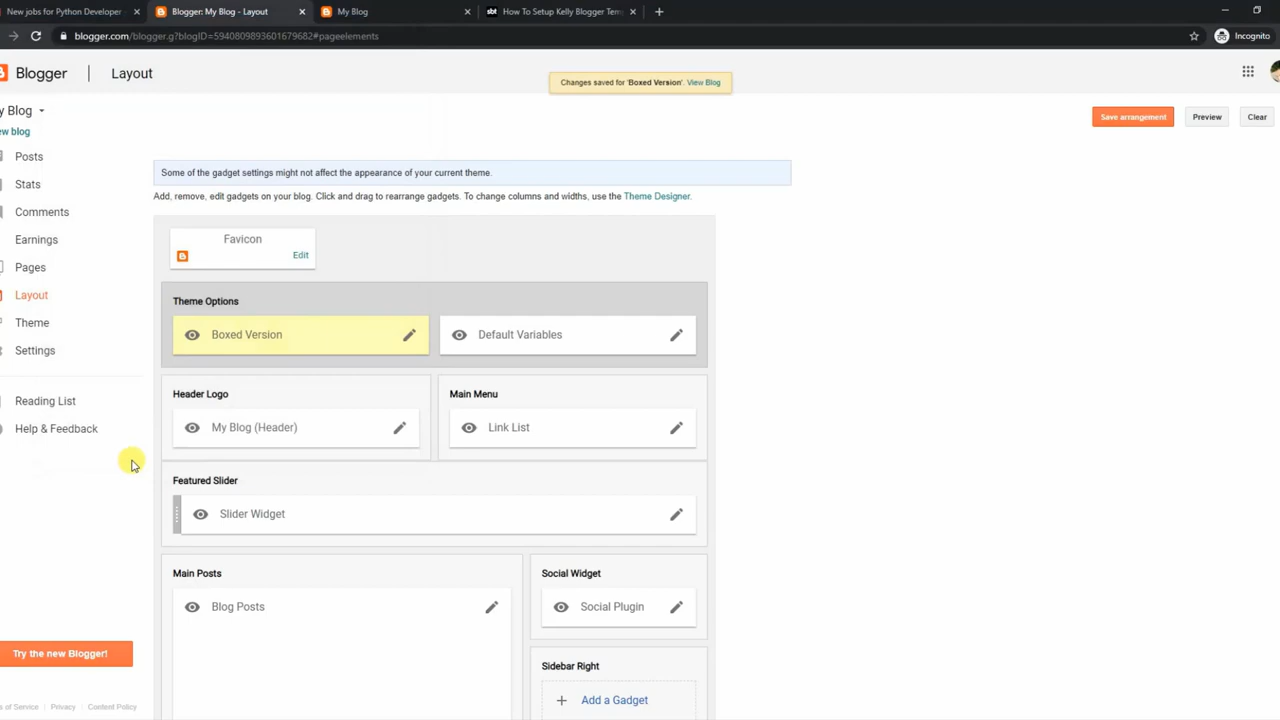 New jobs for Python Developer
Blogger: My Blog - Layout
My Blog
sbt
How To Setup Kelly Blogger Tem
blogger.com/blogger.g?blogID=5940809893601679682#pageelements
Incognito
Blogger
Layout
Changes saved for 'Boxed Version'. View Blog
y Blog
ew blog
Save arrangement
Preview
Clear
Posts
Stats
Comments
Earnings
Pages
Layout
Theme
Settings
Reading List
Help & Feedback
Some of the gadget settings might not affect the appearance of your current theme.
Add, remove, edit gadgets on your blog. Click and drag to rearrange gadgets. To change columns and widths, use the Theme Designer.
Favicon
Edit
Theme Options
Boxed Version
Default Variables
Header Logo
Main Menu
My Blog (Header)
Link List
Featured Slider
Slider Widget
Main Posts
Social Widget
Blog Posts
Social Plugin
Sidebar Right
Add a Gadget
Try the new Blogger!
s of Service
Privacy
Content Policy